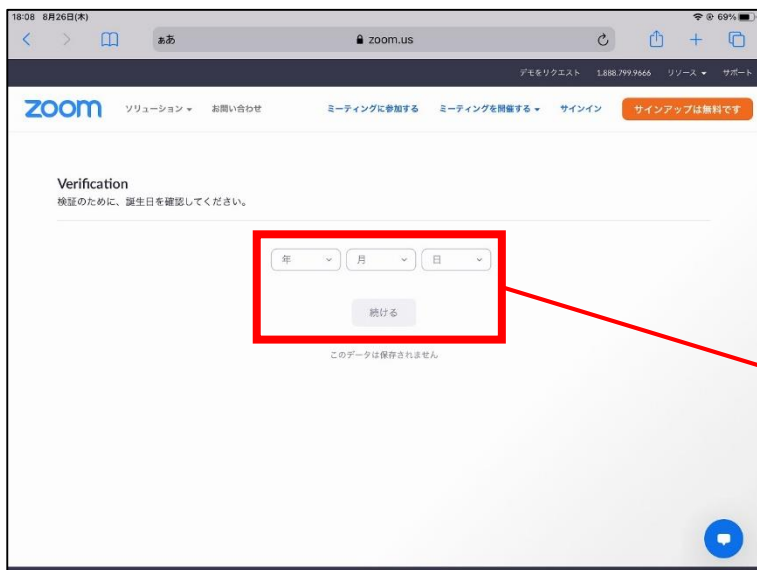 18:08 8月26日(木) 69%
ああ zoom.us
デモをリクエスト 1.888.799.9666 リソース サポート
zoom ソリューション お問い合わせ ミーティングに参加する ミーティングを開催する サインイン サインアップは無料です
Verification
検証のために、誕生日を確認してください。
年 月 日
続ける
このデータは保存されません